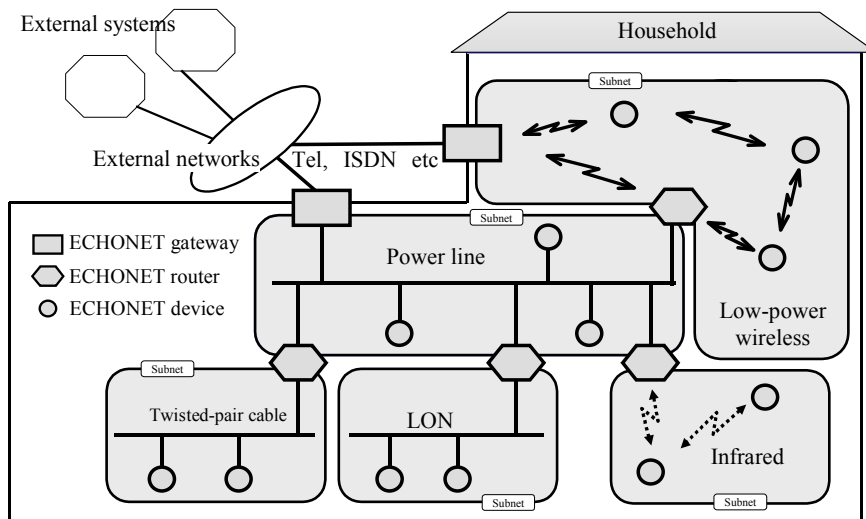 External systems
Household
Subnet
External networks
Tel, ISDN etc
Subnet
ECHONET gateway
ECHONET router
ECHONET device
Power line
Low-power
wireless
Subnet
Twisted-pair cable
LON
Subnet
Infrared
Subnet